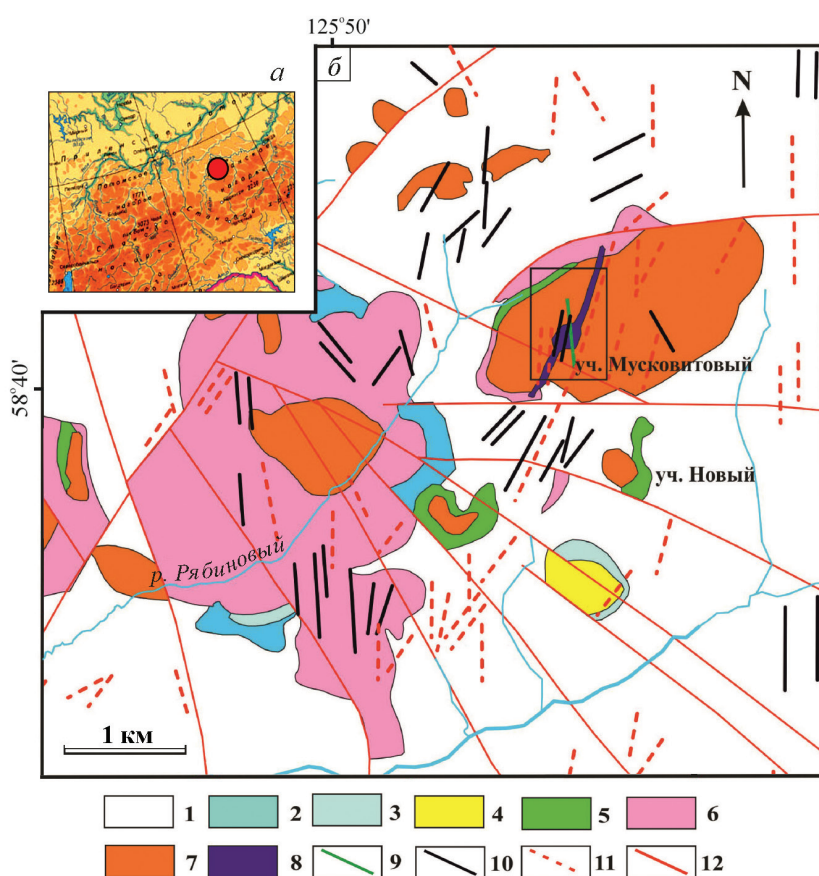 125°50'
а
б
N
58°40'
уч. Мусковитовый
уч. Новый
р. Рябиновый
1 км
1 2 3 4 5 6
7 8 9 10 11 12